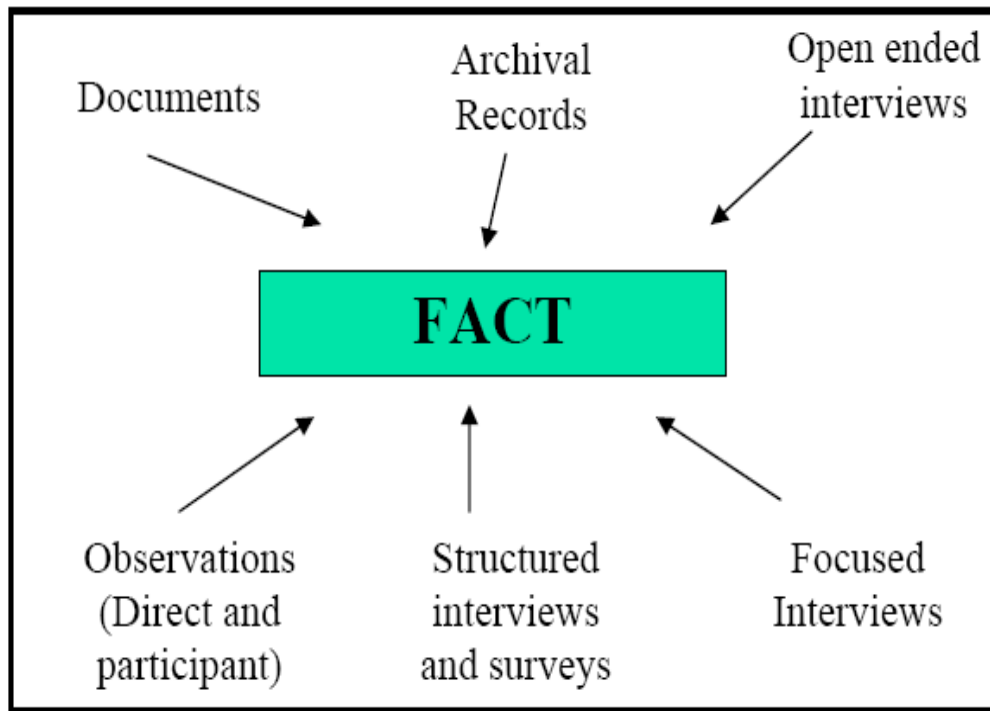 Documents
Archival
Records
Open ended
interviews
FACT
Observations
(Direct and
participant)
Structured
interviews
and surveys
Focused
Interviews